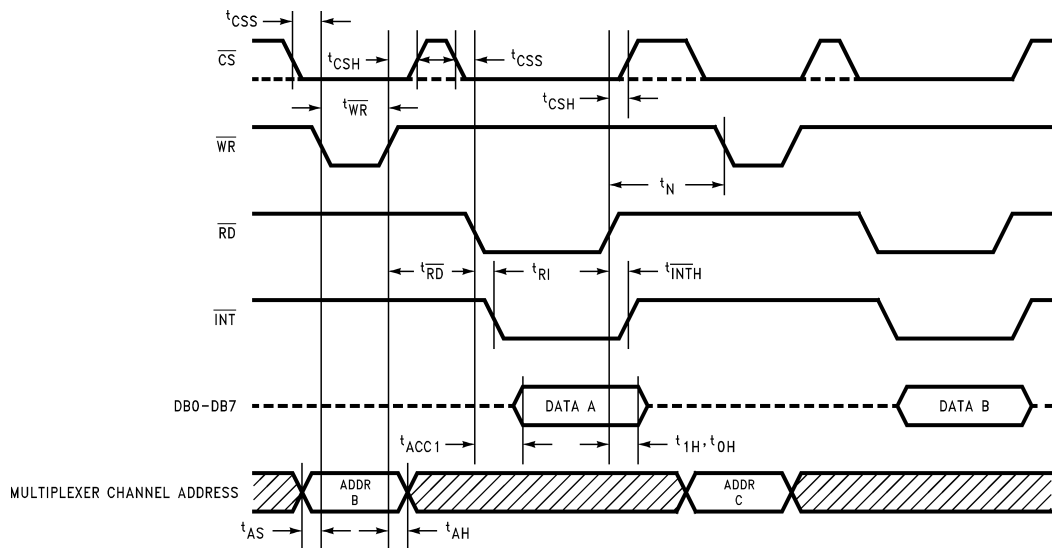 tCSS
CS
tCSH
tCSS
tWR
tCSH
WR
tN
RD
tRD
tRI
tINTH
INT
DB0-DB7
DATA A
DATA B
tACC1
t1H, t0H
MULTIPLEXER CHANNEL ADDRESS
ADDR
B
ADDR
C
tAS
tAH